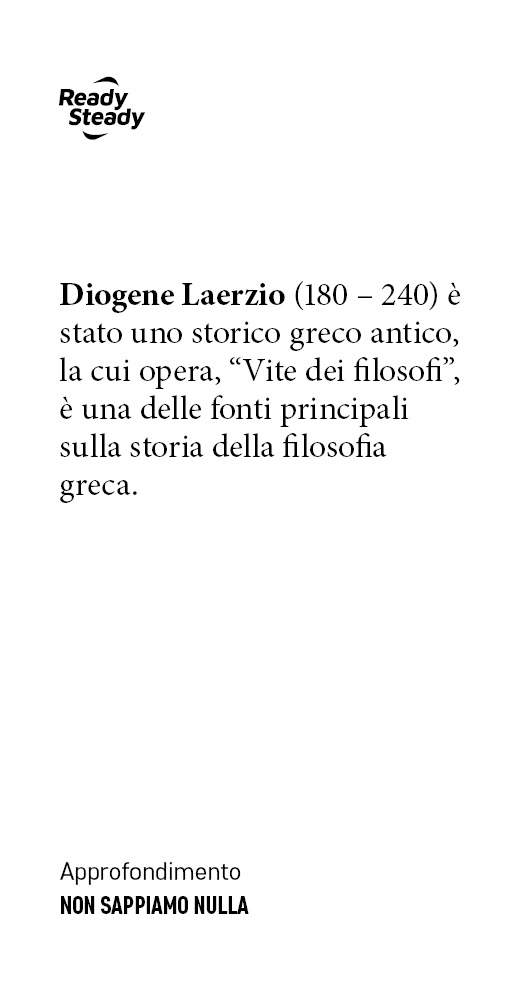 Ready
Steady
Diogene Laerzio (180 – 240) è
stato uno storico greco antico,
la cui opera, “Vite dei filosofi”,
è una delle fonti principali
sulla storia della filosofia
greca.
Approfondimento
NON SAPPIAMO NULLA